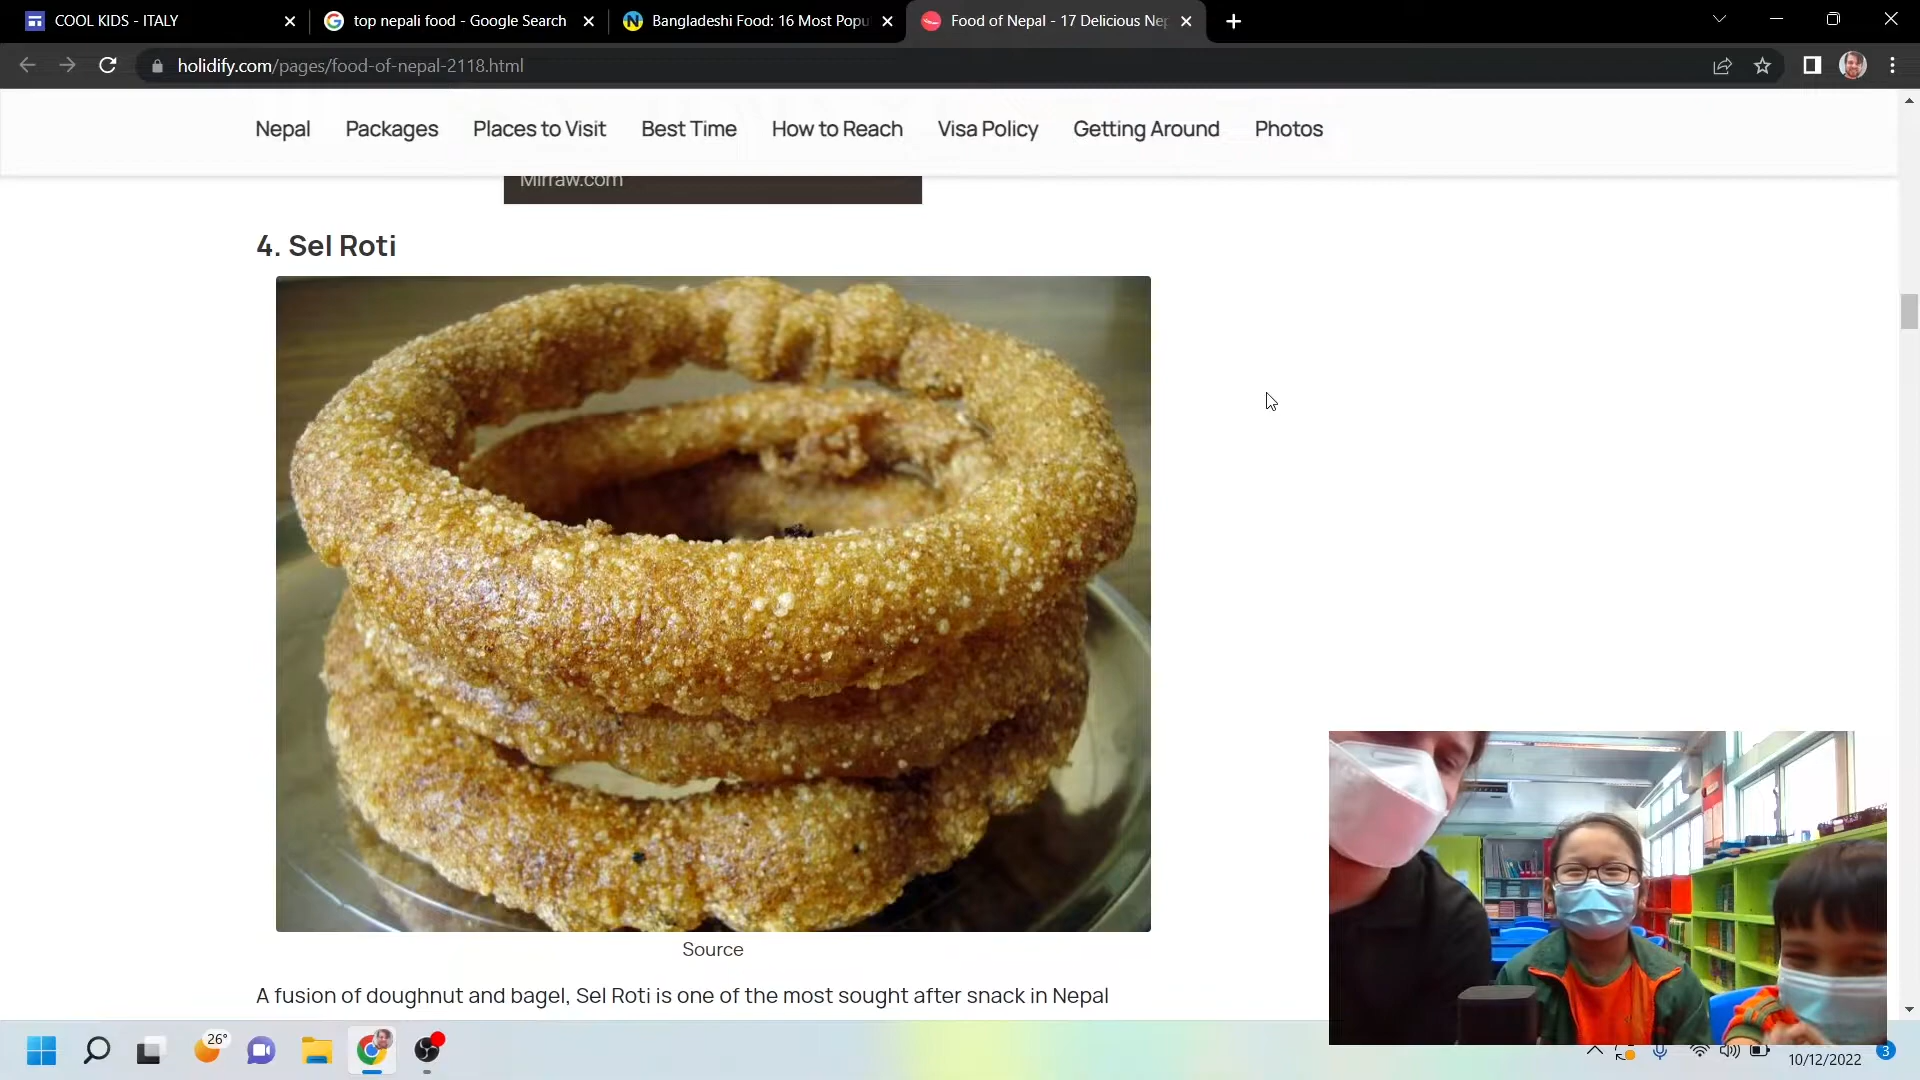 COOL KIDS - ITALY
top nepali food - Google Search
Bangladeshi Food: 16 Most Popu
Food of Nepal - 17 Delicious Nep
holidify.com/pages/food-of-nepal-2118.html
Nepal Packages Places to Visit Best Time How to Reach Visa Policy Getting Around Photos
Mirraw.com
4. Sel Roti
Source
A fusion of doughnut and bagel, Sel Roti is one of the most sought after snack in Nepal
26°
10/12/2022
3